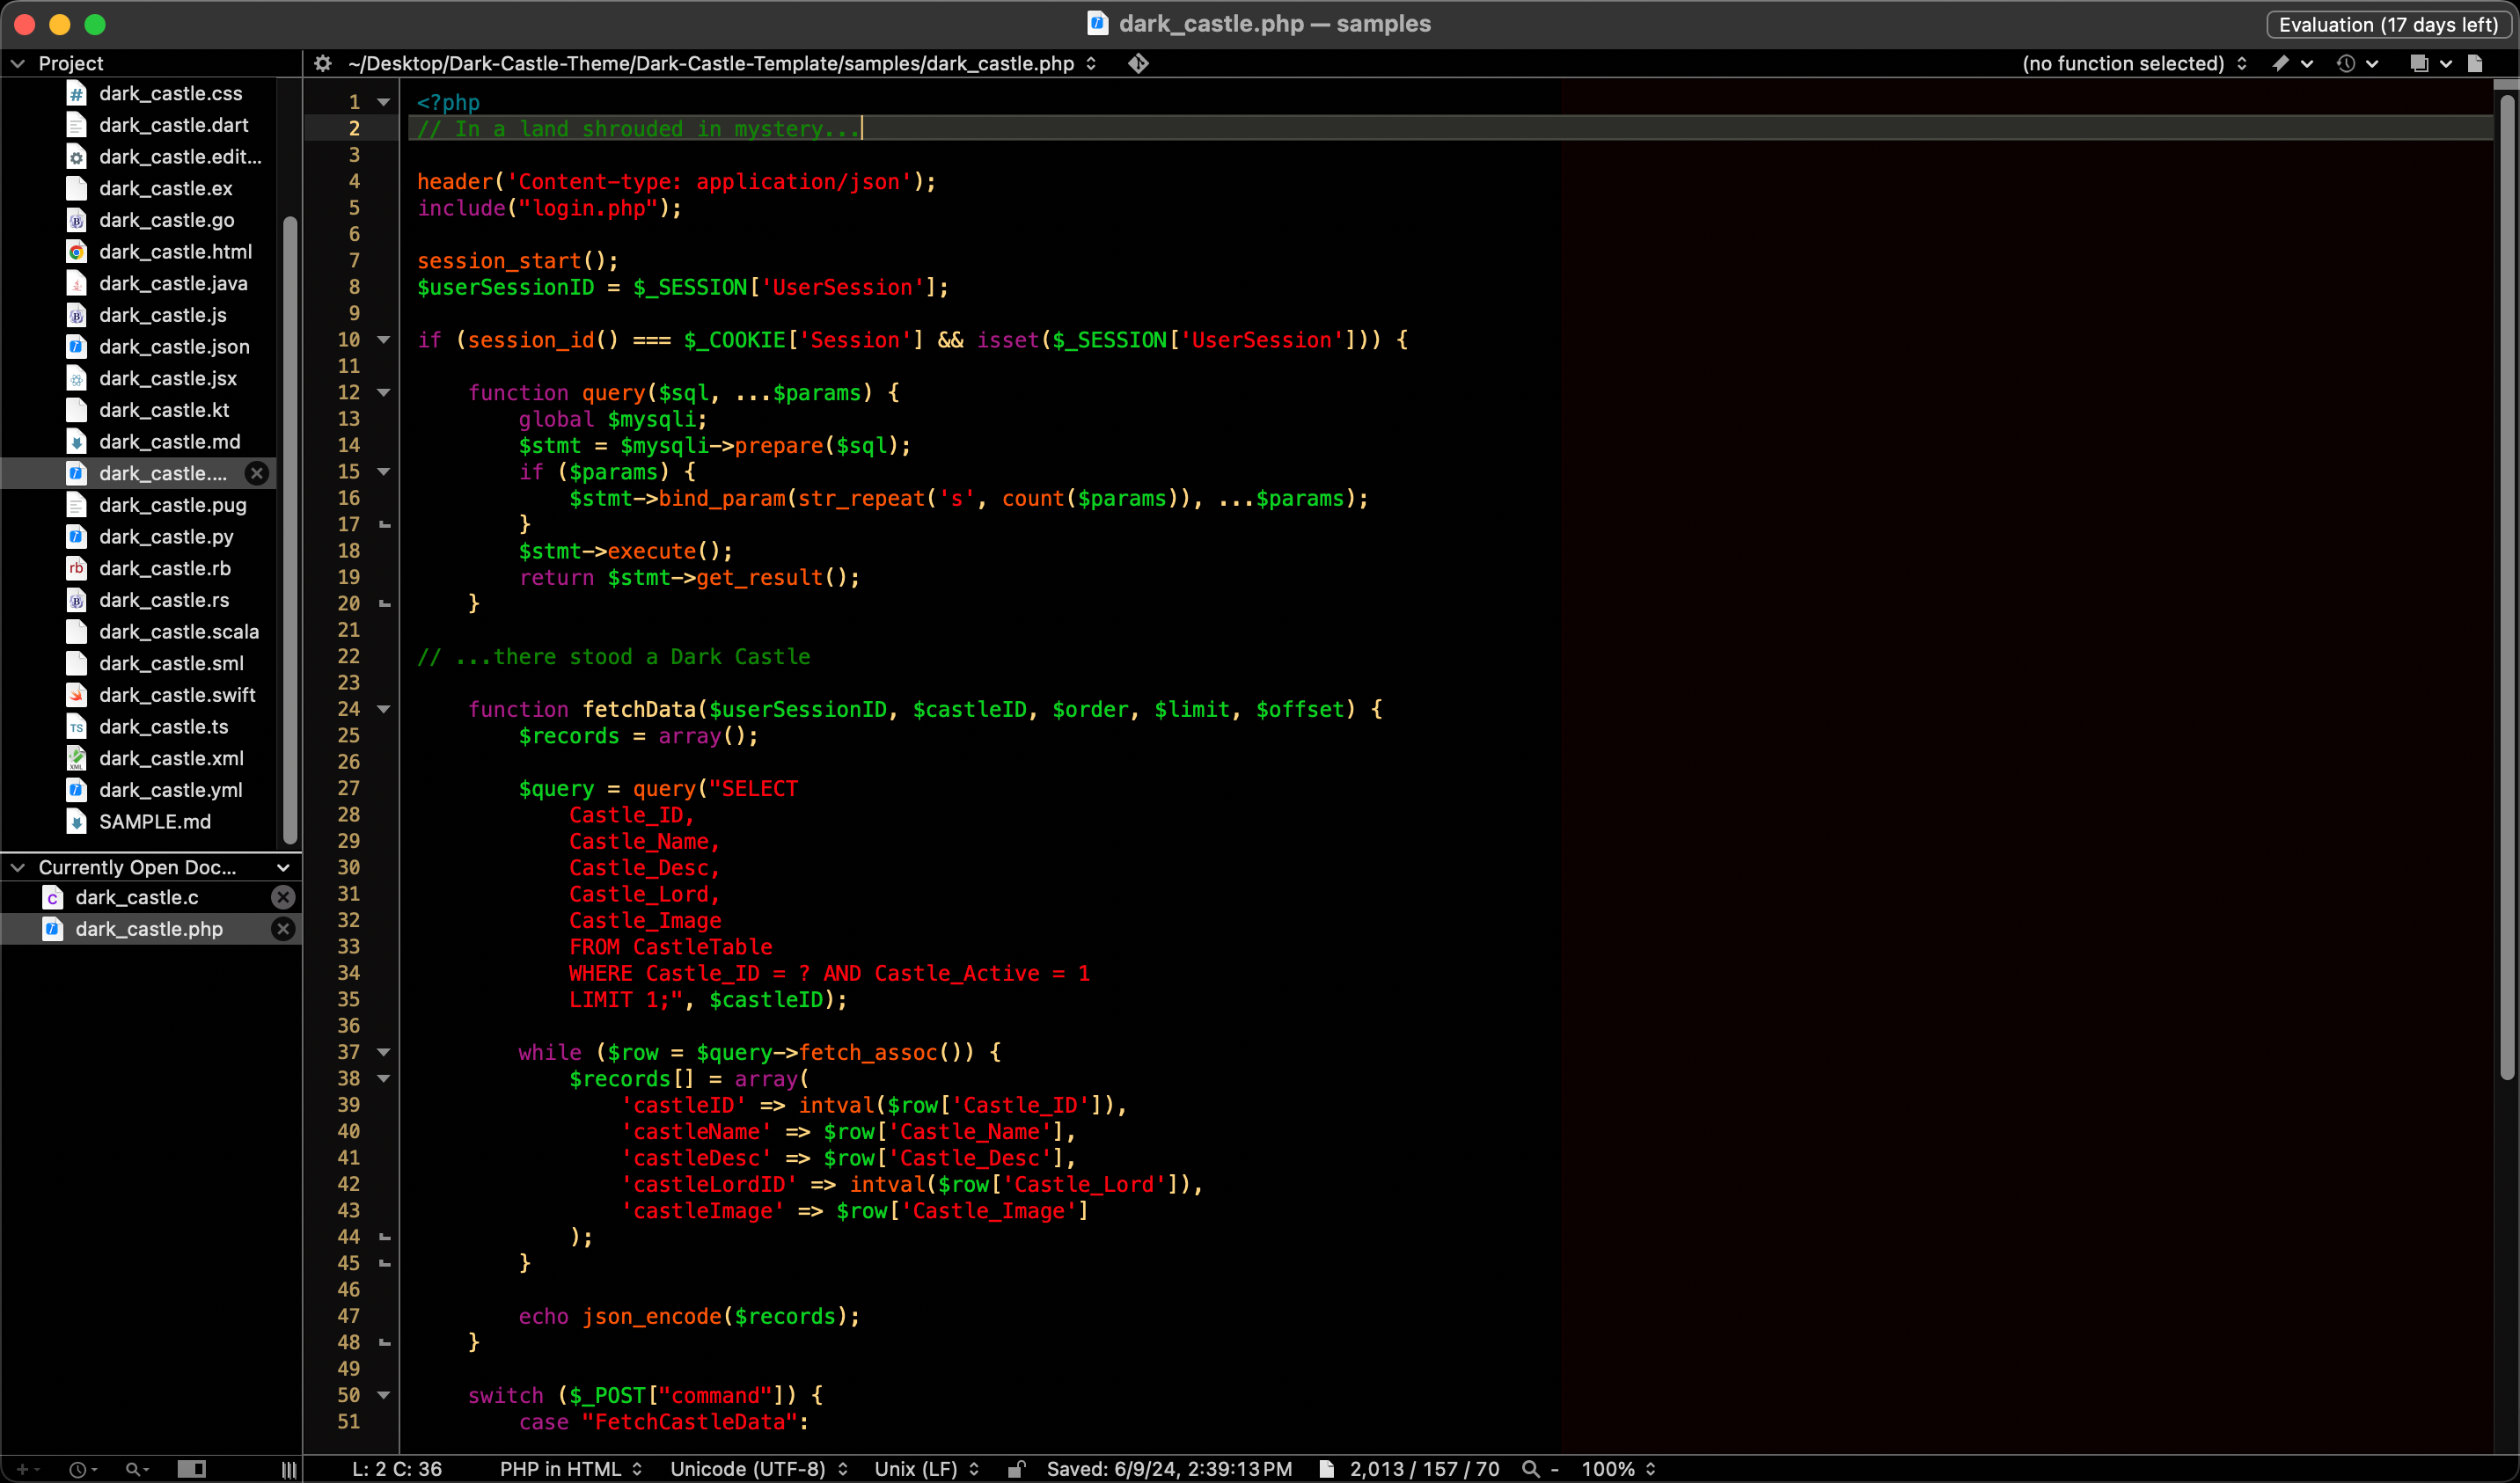 dark_castle.php — samples
Evaluation (17 days left)
Project
~/Desktop/Dark-Castle-Theme/Dark-Castle-Template/samples/dark_castle.php
(no function selected)
dark_castle.css
dark_castle.dart
dark_castle.edit...
dark_castle.ex
dark_castle.go
dark_castle.html
dark_castle.java
dark_castle.js
dark_castle.json
dark_castle.jsx
dark_castle.kt
dark_castle.md
dark_castle....
dark_castle.pug
dark_castle.py
dark_castle.rb
dark_castle.rs
dark_castle.scala
dark_castle.sml
dark_castle.swift
dark_castle.ts
dark_castle.xml
dark_castle.yml
SAMPLE.md
Currently Open Doc...
dark_castle.c
dark_castle.php
1 <?php
2 // In a land shrouded in mystery...
3
4 header('Content-type: application/json');
5 include("login.php");
6
7 session_start();
8 $userSessionID = $_SESSION['UserSession'];
9
10 if (session_id() === $_COOKIE['Session'] && isset($_SESSION['UserSession'])) {
11
12     function query($sql, ...$params) {
13         global $mysqli;
14         $stmt = $mysqli->prepare($sql);
15         if ($params) {
16             $stmt->bind_param(str_repeat('s', count($params)), ...$params);
17         }
18         $stmt->execute();
19         return $stmt->get_result();
20     }
21
22 // ...there stood a Dark Castle
23
24     function fetchData($userSessionID, $castleID, $order, $limit, $offset) {
25         $records = array();
26
27         $query = query("SELECT
28             Castle_ID,
29             Castle_Name,
30             Castle_Desc,
31             Castle_Lord,
32             Castle_Image
33             FROM CastleTable
34             WHERE Castle_ID = ? AND Castle_Active = 1
35             LIMIT 1;", $castleID);
36
37         while ($row = $query->fetch_assoc()) {
38             $records[] = array(
39                 'castleID' => intval($row['Castle_ID']),
40                 'castleName' => $row['Castle_Name'],
41                 'castleDesc' => $row['Castle_Desc'],
42                 'castleLordID' => intval($row['Castle_Lord']),
43                 'castleImage' => $row['Castle_Image']
44             );
45         }
46
47         echo json_encode($records);
48     }
49
50     switch ($_POST["command"]) {
51         case "FetchCastleData":
L: 2 C: 36
PHP in HTML
Unicode (UTF-8)
Unix (LF)
Saved: 6/9/24, 2:39:13 PM
2,013 / 157 / 70
100%